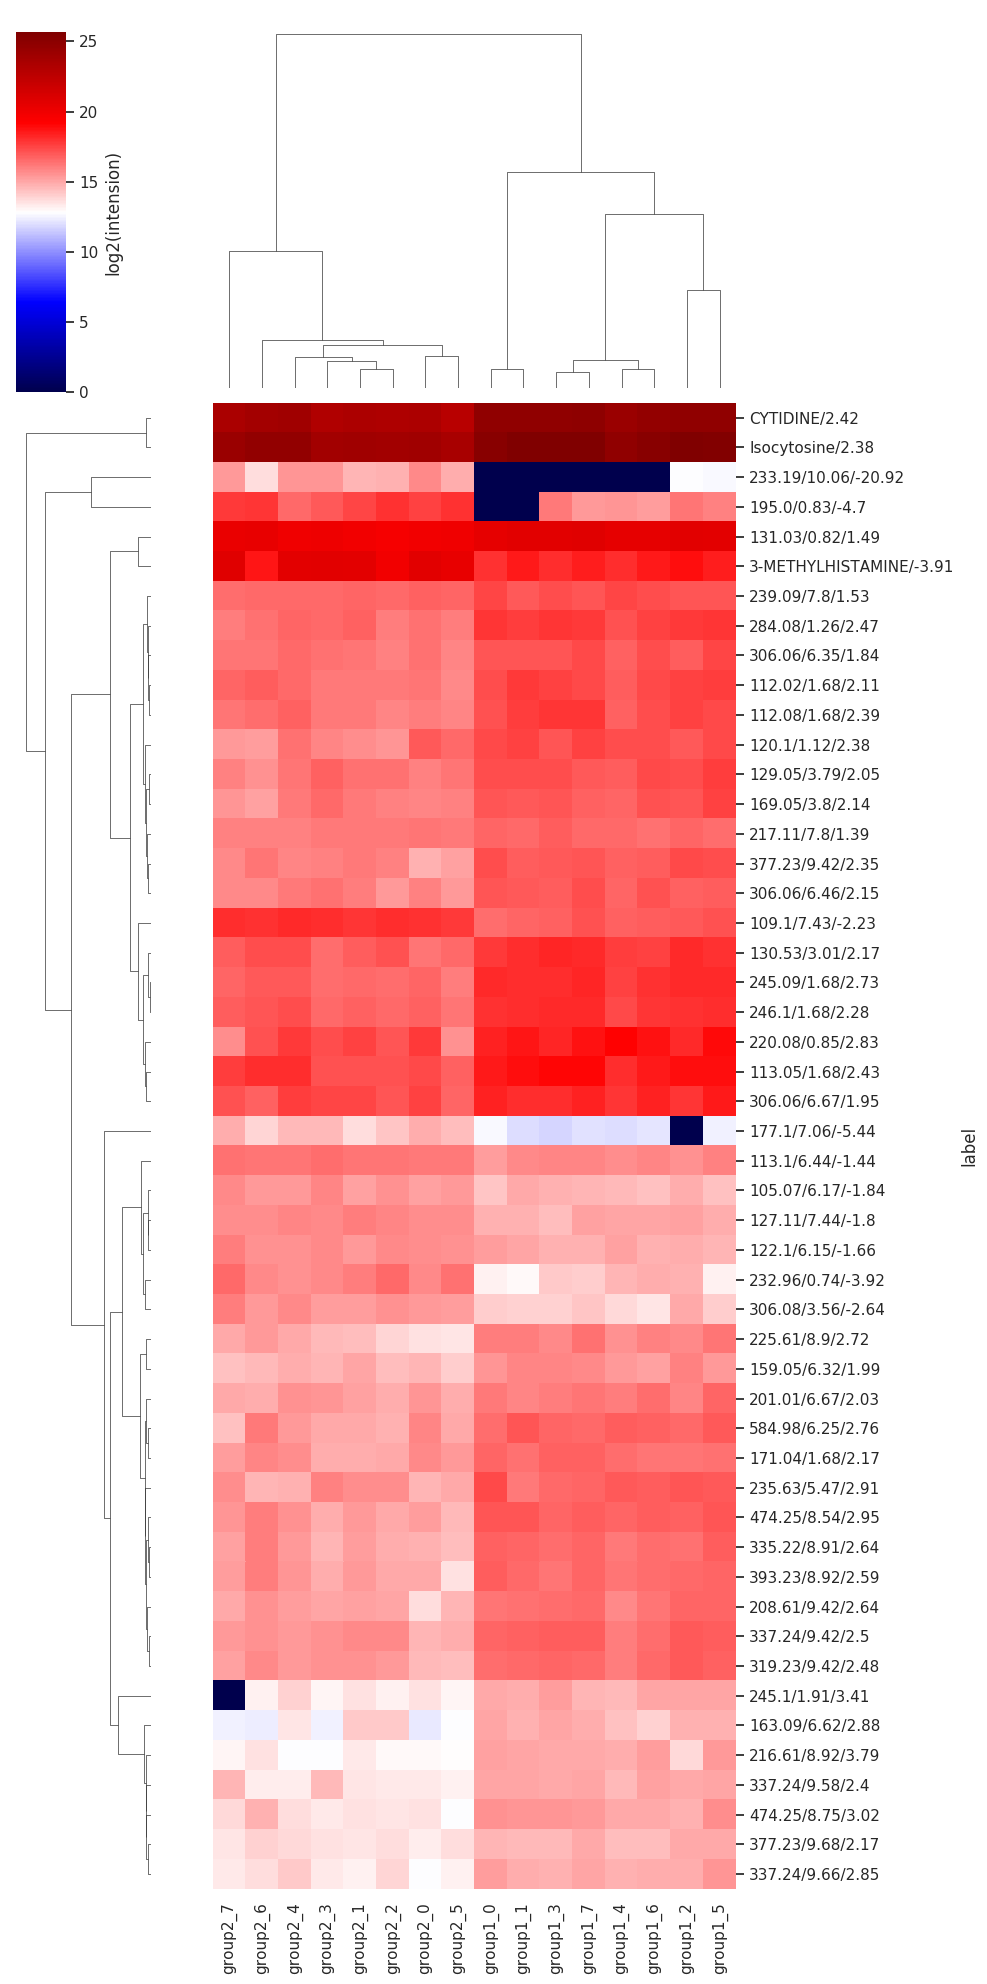 25
20
15
10
5
0
log2(intension)
CYTIDINE/2.42
Isocytosine/2.38
233.19/10.06/-20.92
195.0/0.83/-4.7
131.03/0.82/1.49
3-METHYLHISTAMINE/-3.91
239.09/7.8/1.53
284.08/1.26/2.47
306.06/6.35/1.84
112.02/1.68/2.11
112.08/1.68/2.39
120.1/1.12/2.38
129.05/3.79/2.05
169.05/3.8/2.14
217.11/7.8/1.39
377.23/9.42/2.35
306.06/6.46/2.15
109.1/7.43/-2.23
130.53/3.01/2.17
245.09/1.68/2.73
246.1/1.68/2.28
220.08/0.85/2.83
113.05/1.68/2.43
306.06/6.67/1.95
177.1/7.06/-5.44
113.1/6.44/-1.44
105.07/6.17/-1.84
127.11/7.44/-1.8
122.1/6.15/-1.66
232.96/0.74/-3.92
306.08/3.56/-2.64
225.61/8.9/2.72
159.05/6.32/1.99
201.01/6.67/2.03
584.98/6.25/2.76
171.04/1.68/2.17
235.63/5.47/2.91
474.25/8.54/2.95
335.22/8.91/2.64
393.23/8.92/2.59
208.61/9.42/2.64
337.24/9.42/2.5
319.23/9.42/2.48
245.1/1.91/3.41
163.09/6.62/2.88
216.61/8.92/3.79
337.24/9.58/2.4
474.25/8.75/3.02
377.23/9.68/2.17
337.24/9.66/2.85
label
group2_7
group2_6
group2_4
group2_3
group2_1
group2_2
group2_0
group2_5
group1_0
group1_1
group1_3
group1_7
group1_4
group1_6
group1_2
group1_5